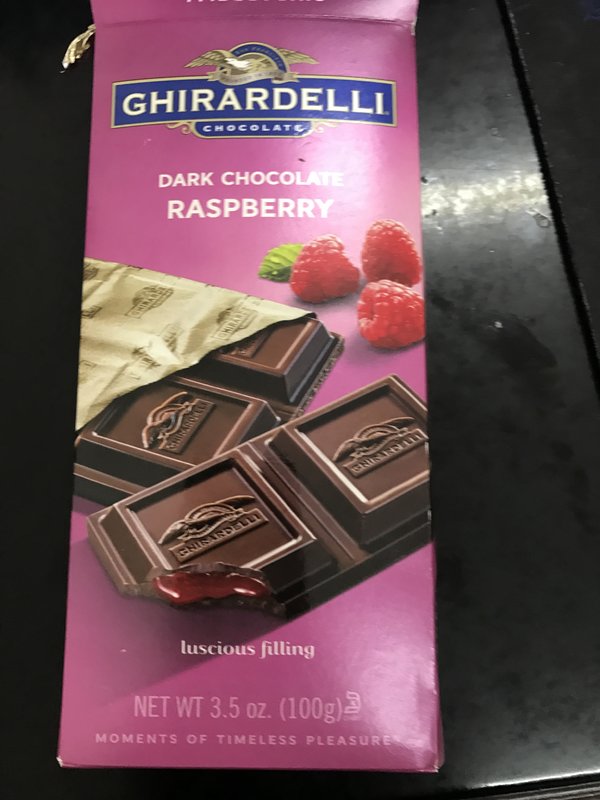 GHIRARDELLI
CHOCOLATE
DARK CHOCOLATE
RASPBERRY
GHIRARDELLI
GHIRARDELLI
GHIRARDELLI
luscious filling
NET WT 3.5 oz. (100g)
MOMENTS OF TIMELESS PLEASURE